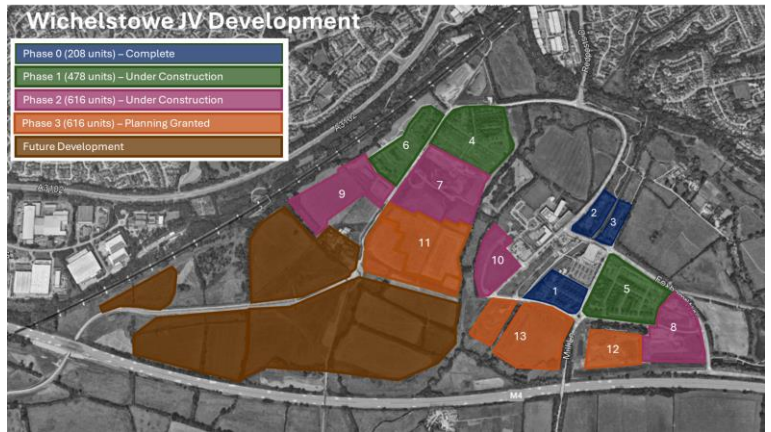 Wichelstowe JV Development
Phase 0 (208 units) – Complete
Phase 1 (478 units) – Under Construction
Phase 2 (616 units) – Under Construction
Phase 3 (616 units) – Planning Granted
Future Development
A3102
A3102
6
4
9
7
2
3
11
10
1
5
8
13
12
M4